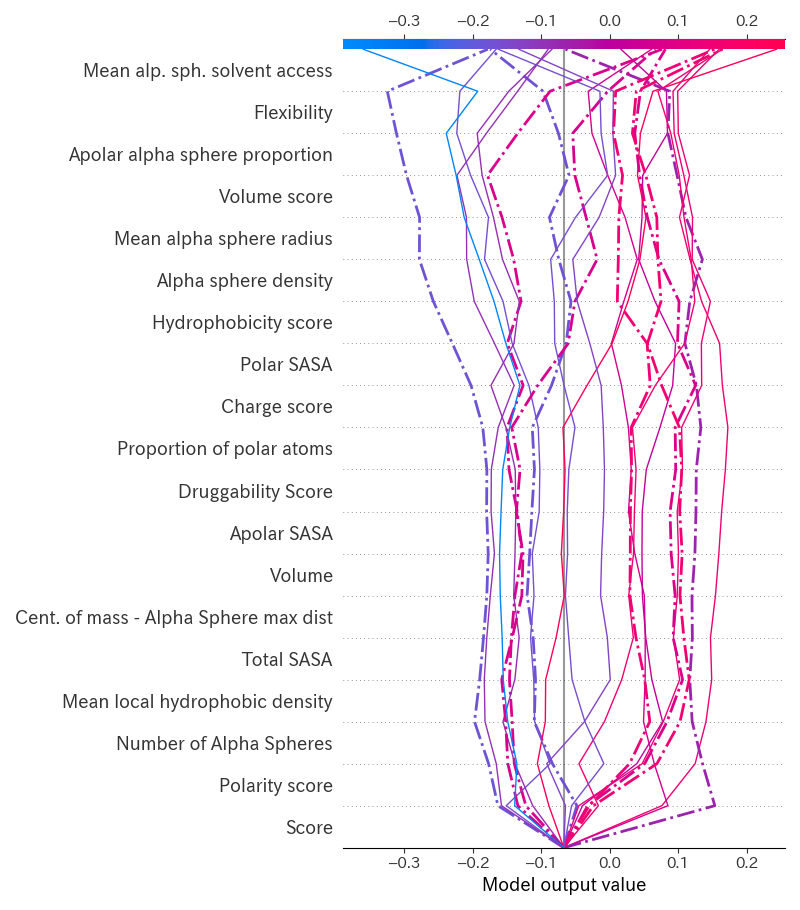 −0.3 −0.2 −0.1 0.0 0.1 0.2
Mean alp. sph. solvent access
Flexibility
Apolar alpha sphere proportion
Volume score
Mean alpha sphere radius
Alpha sphere density
Hydrophobicity score
Polar SASA
Charge score
Proportion of polar atoms
Druggability Score
Apolar SASA
Volume
Cent. of mass - Alpha Sphere max dist
Total SASA
Mean local hydrophobic density
Number of Alpha Spheres
Polarity score
Score
−0.3 −0.2 −0.1 0.0 0.1 0.2
Model output value